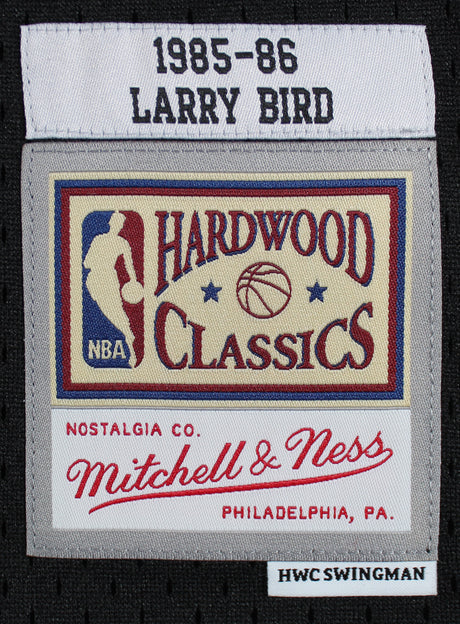 1985-86
LARRY BIRD
HARDWOOD
CLASSICS
NBA
NOSTALGIA CO.
Mitchell & Ness
PHILADELPHIA, PA.
HWC SWINGMAN